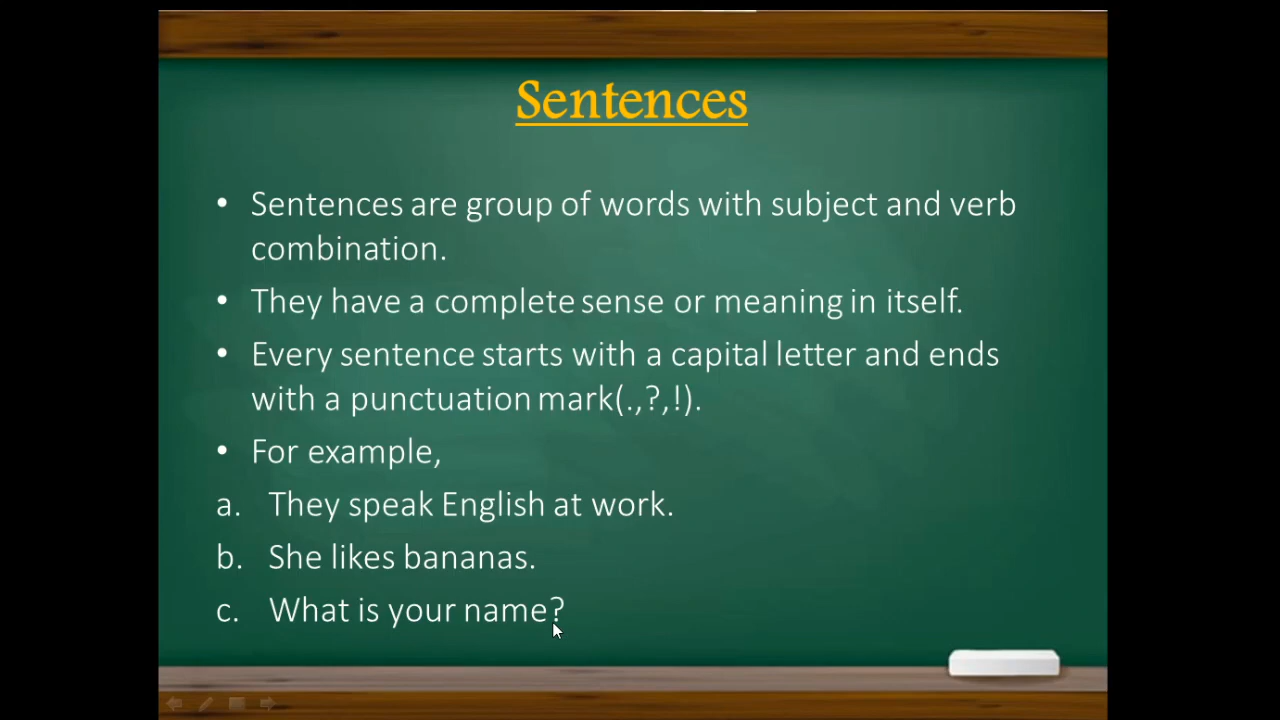 Sentences
• Sentences are group of words with subject and verb
combination.
• They have a complete sense or meaning in itself.
• Every sentence starts with a capital letter and ends
with a punctuation mark(.,?,!).
• For example,
a. They speak English at work.
b. She likes bananas.
c. What is your name?